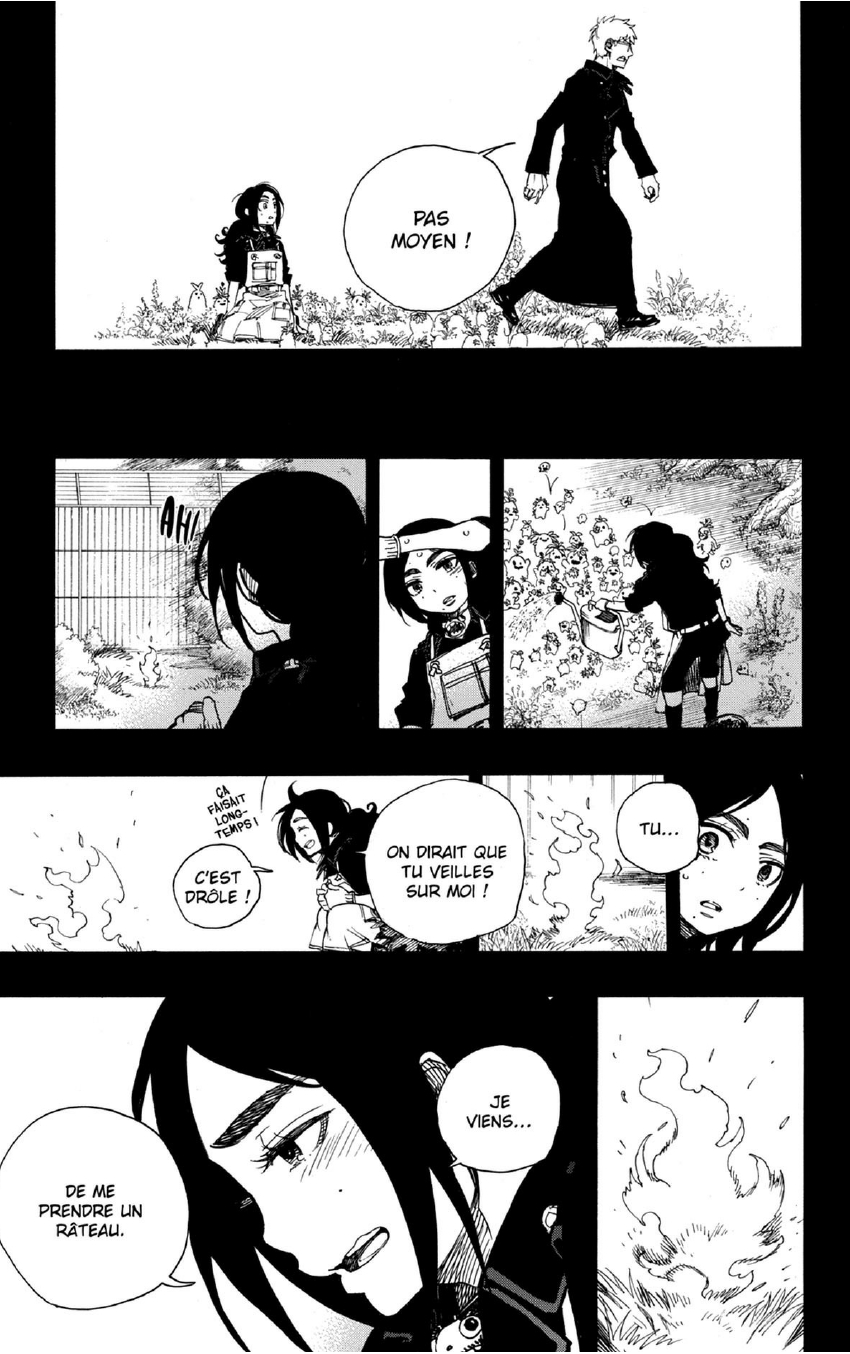 PAS
MOYEN !
AH!
TU...
ON DIRAIT QUE
TU VEILLES
SUR MOI !
ÇA
FAISAIT
LONG-
TEMPS !
C'EST
DRÔLE !
JE
VIENS...
DE ME
PRENDRE UN
RÂTEAU.